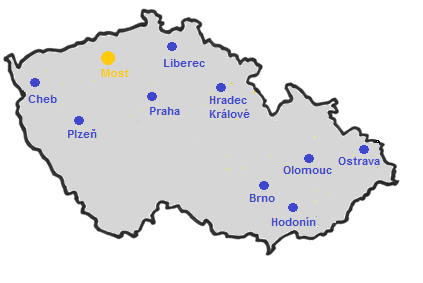 Liberec
Most
Cheb
Hradec
Králové
Praha
Plzeň
Ostrava
Olomouc
Brno
Hodonín